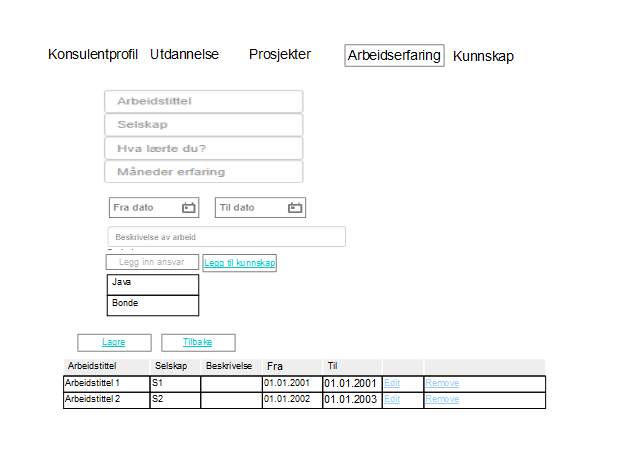 Konsulentprofil Utdannelse Prosjekter Arbeidserfaring Kunnskap
Arbeidstittel
Selskap
Hva lærte du?
Måneder erfaring
Fra dato Til dato
Beskrivelse av arbeid
Legg inn ansvar Legg til kunnskap
Java
Bonde
Lagre Tilbake
Arbeidstittel Selskap Beskrivelse Fra Til
Arbeidstittel 1 S1 01.01.2001 01.01.2001 Edit Remove
Arbeidstittel 2 S2 01.01.2002 01.01.2003 Edit Remove